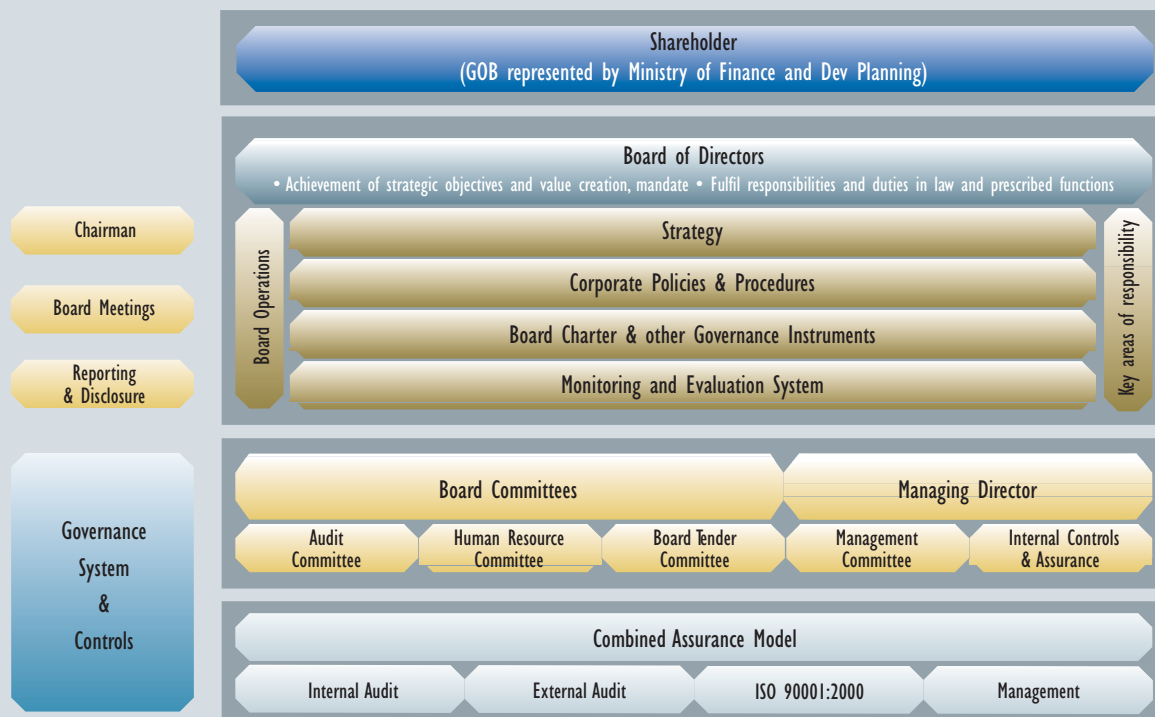 Shareholder
(GOB represented by Ministry of Finance and Dev Planning)
Board of Directors
• Achievement of strategic objectives and value creation, mandate • Fulfil responsibilities and duties in law and prescribed functions
Chairman
Board Meetings
Reporting
& Disclosure
Board Operations
Strategy
Corporate Policies & Procedures
Board Charter & other Governance Instruments
Monitoring and Evaluation System
Key areas of responsibility
Governance
System
&
Controls
Board Committees
Managing Director
Audit
Committee
Human Resource
Committee
Board Tender
Committee
Management
Committee
Internal Controls
& Assurance
Combined Assurance Model
Internal Audit
External Audit
ISO 90001:2000
Management